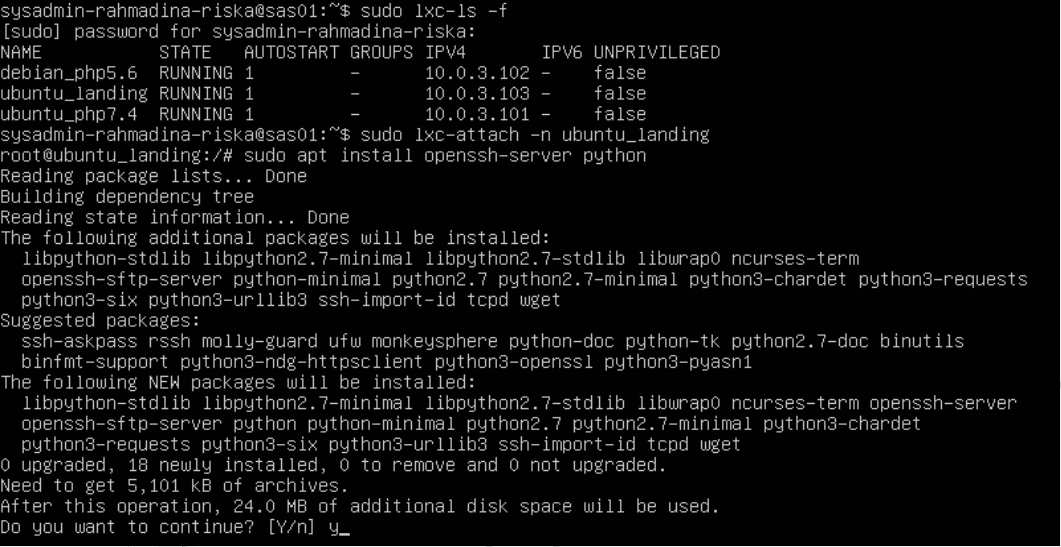 sysadmin-rahmadina-riska@sas01:~$ sudo lxc-ls -f
[sudo] password for sysadmin-rahmadina-riska:
NAME           STATE   AUTOSTART GROUPS IPV4       IPV6 UNPRIVILEGED
debian_php5.6  RUNNING 1         -      10.0.3.102 -    false
ubuntu_landing RUNNING 1         -      10.0.3.103 -    false
ubuntu_php7.4  RUNNING 1         -      10.0.3.101 -    false
sysadmin-rahmadina-riska@sas01:~$ sudo lxc-attach -n ubuntu_landing
root@ubuntu_landing:/# sudo apt install openssh-server python
Reading package lists... Done
Building dependency tree
Reading state information... Done
The following additional packages will be installed:
  libpython-stdlib libpython2.7-minimal libpython2.7-stdlib libwrap0 ncurses-term
  openssh-sftp-server python-minimal python2.7 python2.7-minimal python3-chardet python3-requests
  python3-six python3-urllib3 ssh-import-id tcpd wget
Suggested packages:
  ssh-askpass rssh molly-guard ufw monkeysphere python-doc python-tk python2.7-doc binutils
  binfmt-support python3-ndg-httpsclient python3-openssl python3-pyasn1
The following NEW packages will be installed:
  libpython-stdlib libpython2.7-minimal libpython2.7-stdlib libwrap0 ncurses-term openssh-server
  openssh-sftp-server python python-minimal python2.7 python2.7-minimal python3-chardet
  python3-requests python3-six python3-urllib3 ssh-import-id tcpd wget
0 upgraded, 18 newly installed, 0 to remove and 0 not upgraded.
Need to get 5,101 kB of archives.
After this operation, 24.0 MB of additional disk space will be used.
Do you want to continue? [Y/n] y_